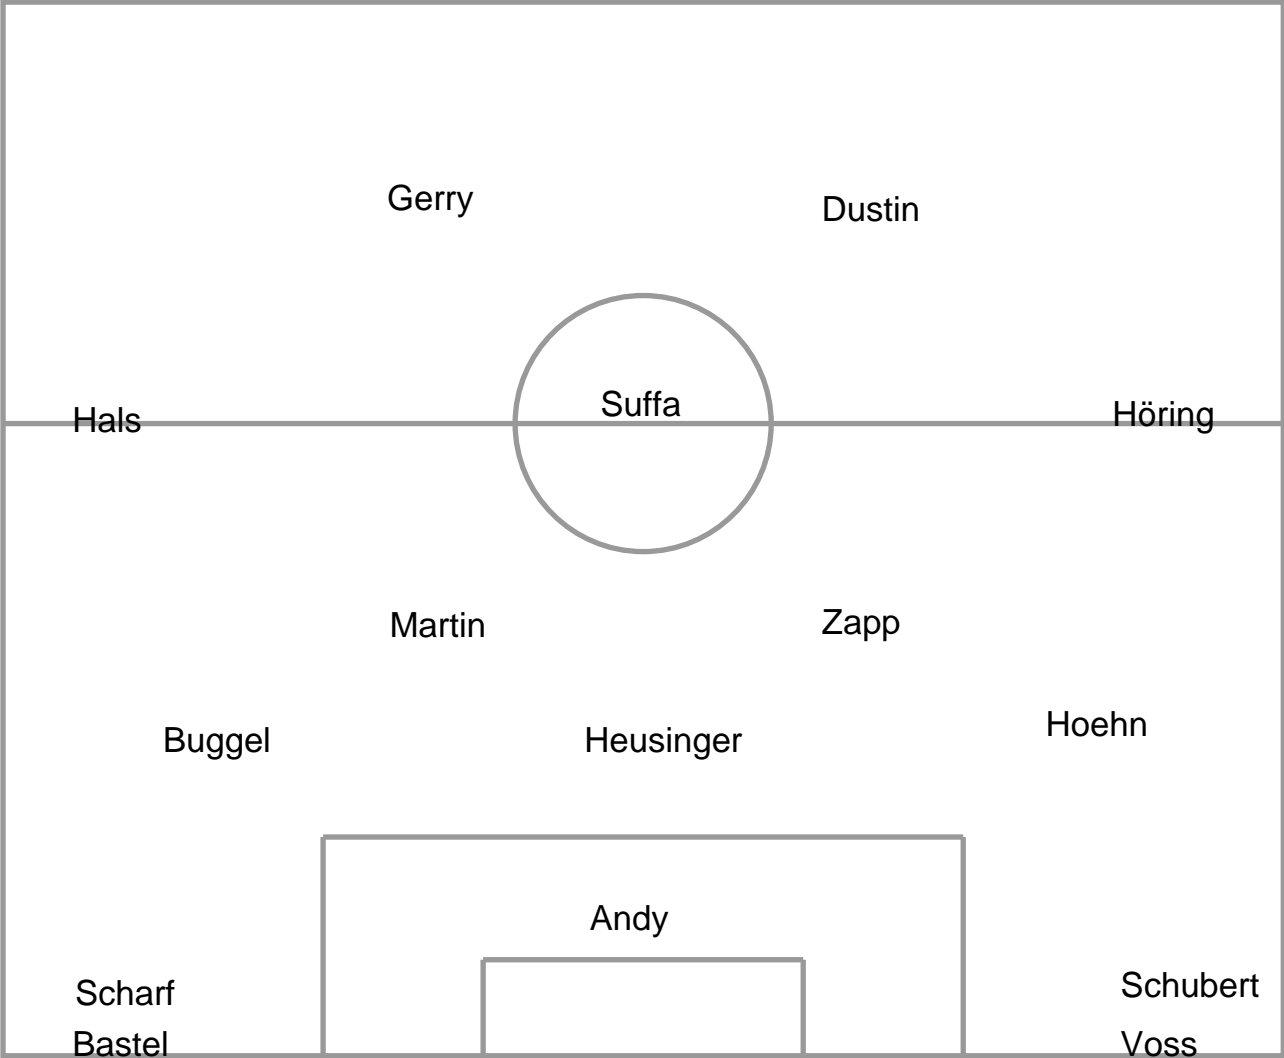 Gerry
Dustin
Suffa
Hals
Höring
Martin
Zapp
Buggel
Heusinger
Hoehn
Andy
Scharf
Schubert
Bastel
Voss